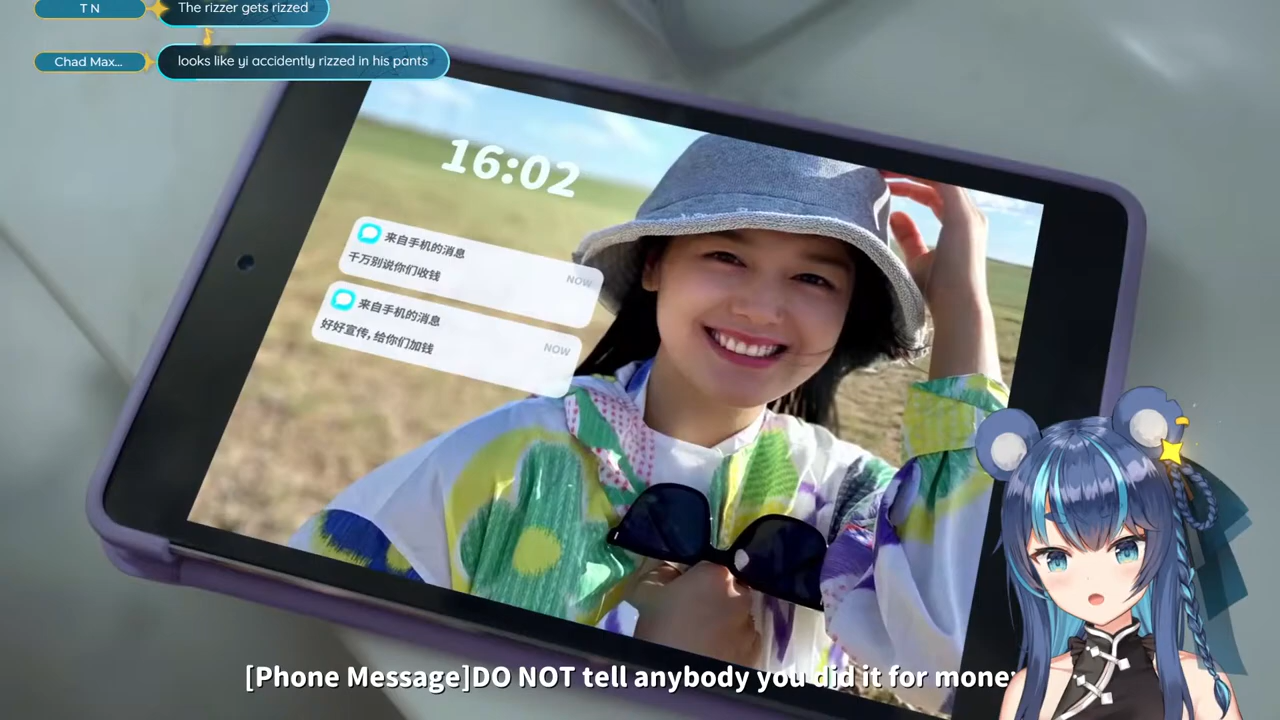 T N
The rizzer gets rizzed
Chad Max...
looks like yi accidently rizzed in his pants
16:02
来自手机的消息
千万别说你们收钱
NOW
来自手机的消息
好好宣传,给你们加钱
NOW
[Phone Message]DO NOT tell anybody you did it for money